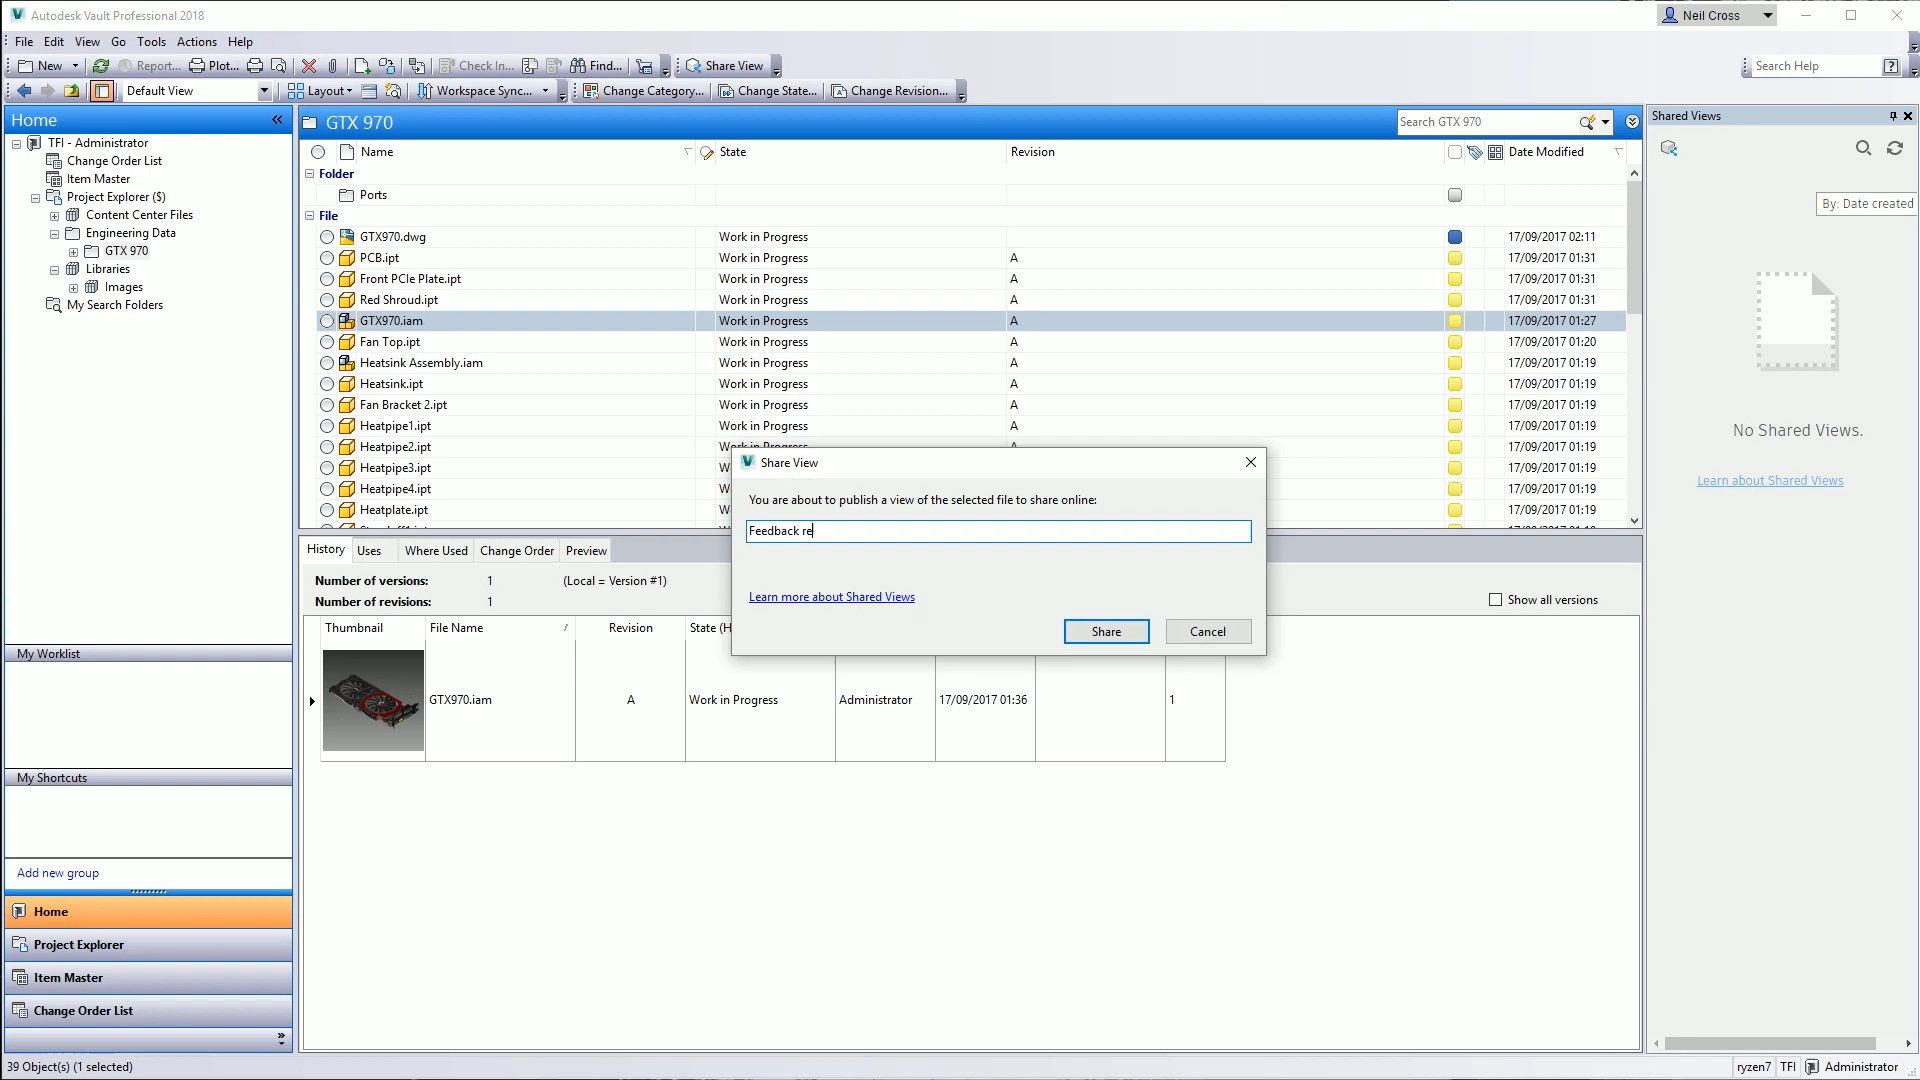 Autodesk Vault Professional 2018
Neil Cross
File Edit View Go Tools Actions Help
New Report... Plot... Check In... Find... Share View
Search Help
Default View Layout Workspace Sync... Change Category... Change State... Change Revision...
Home
TFI - Administrator
Change Order List
Item Master
Project Explorer ($)
Content Center Files
Engineering Data
GTX 970
Libraries
Images
My Search Folders
My Worklist
My Shortcuts
Add new group
Home
Project Explorer
Item Master
Change Order List
GTX 970
Search GTX 970
Name State Revision Date Modified
Folder
Ports
File
GTX970.dwg Work in Progress 17/09/2017 02:11
PCB.ipt Work in Progress A 17/09/2017 01:31
Front PCIe Plate.ipt Work in Progress A 17/09/2017 01:31
Red Shroud.ipt Work in Progress A 17/09/2017 01:31
GTX970.iam Work in Progress A 17/09/2017 01:27
Fan Top.ipt Work in Progress A 17/09/2017 01:20
Heatsink Assembly.iam Work in Progress A 17/09/2017 01:19
Heatsink.ipt Work in Progress A 17/09/2017 01:19
Fan Bracket 2.ipt Work in Progress A 17/09/2017 01:19
Heatpipe1.ipt Work in Progress A 17/09/2017 01:19
Heatpipe2.ipt Work in Progress A 17/09/2017 01:19
Heatpipe3.ipt W 17/09/2017 01:19
Heatpipe4.ipt W 17/09/2017 01:19
Heatplate.ipt W 17/09/2017 01:19
Share View
You are about to publish a view of the selected file to share online:
Feedback re
Learn more about Shared Views
Share Cancel
History Uses Where Used Change Order Preview
Number of versions: 1 (Local = Version #1)
Number of revisions: 1
Show all versions
Thumbnail File Name Revision State (H
GTX970.iam A Work in Progress Administrator 17/09/2017 01:36 1
Shared Views
By: Date created
No Shared Views.
Learn about Shared Views
39 Object(s) (1 selected)
ryzen7 TFI Administrator